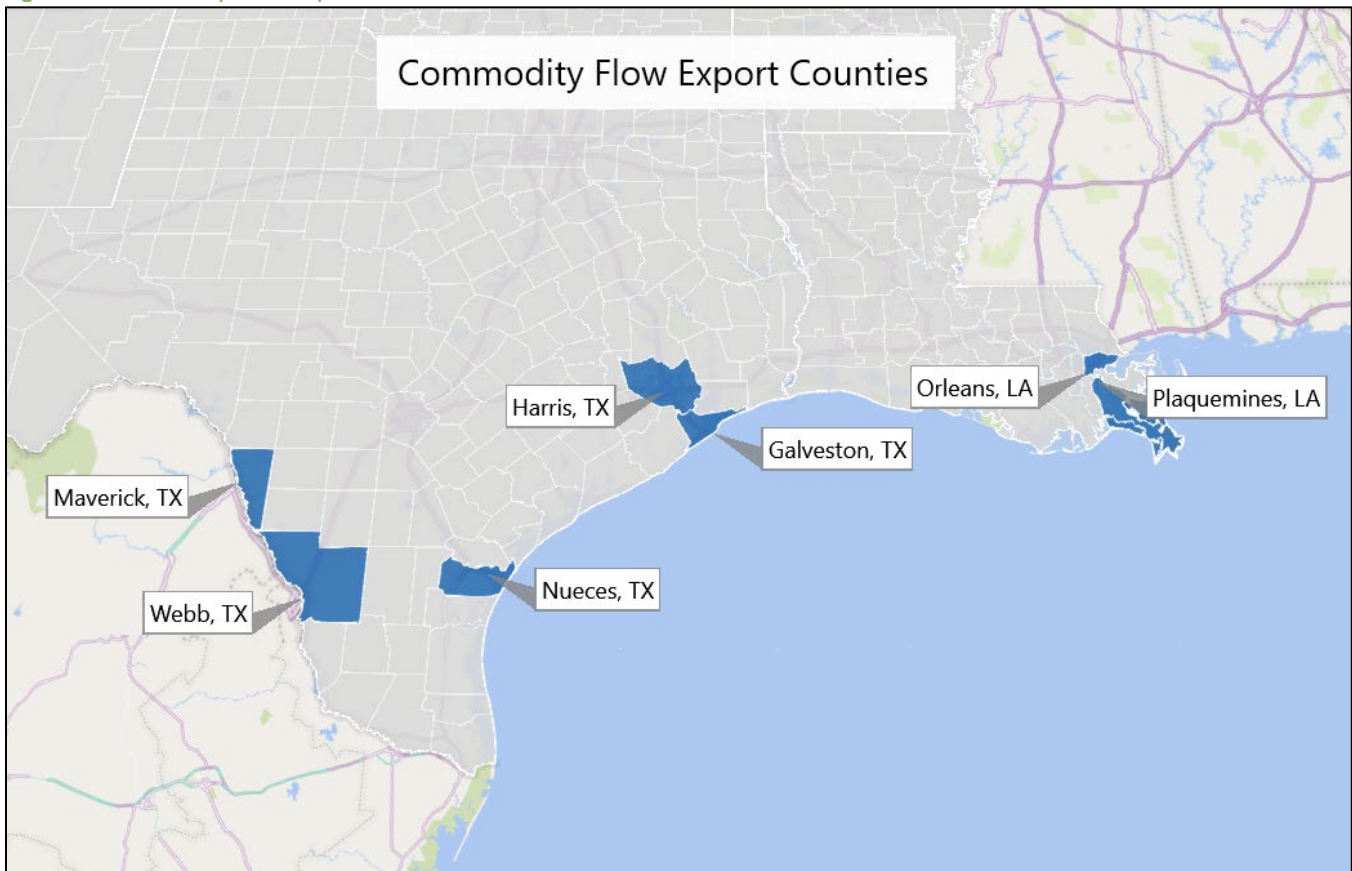 Commodity Flow Export Counties
Harris, TX
Orleans, LA
Plaquemines, LA
Galveston, TX
Maverick, TX
Nueces, TX
Webb, TX